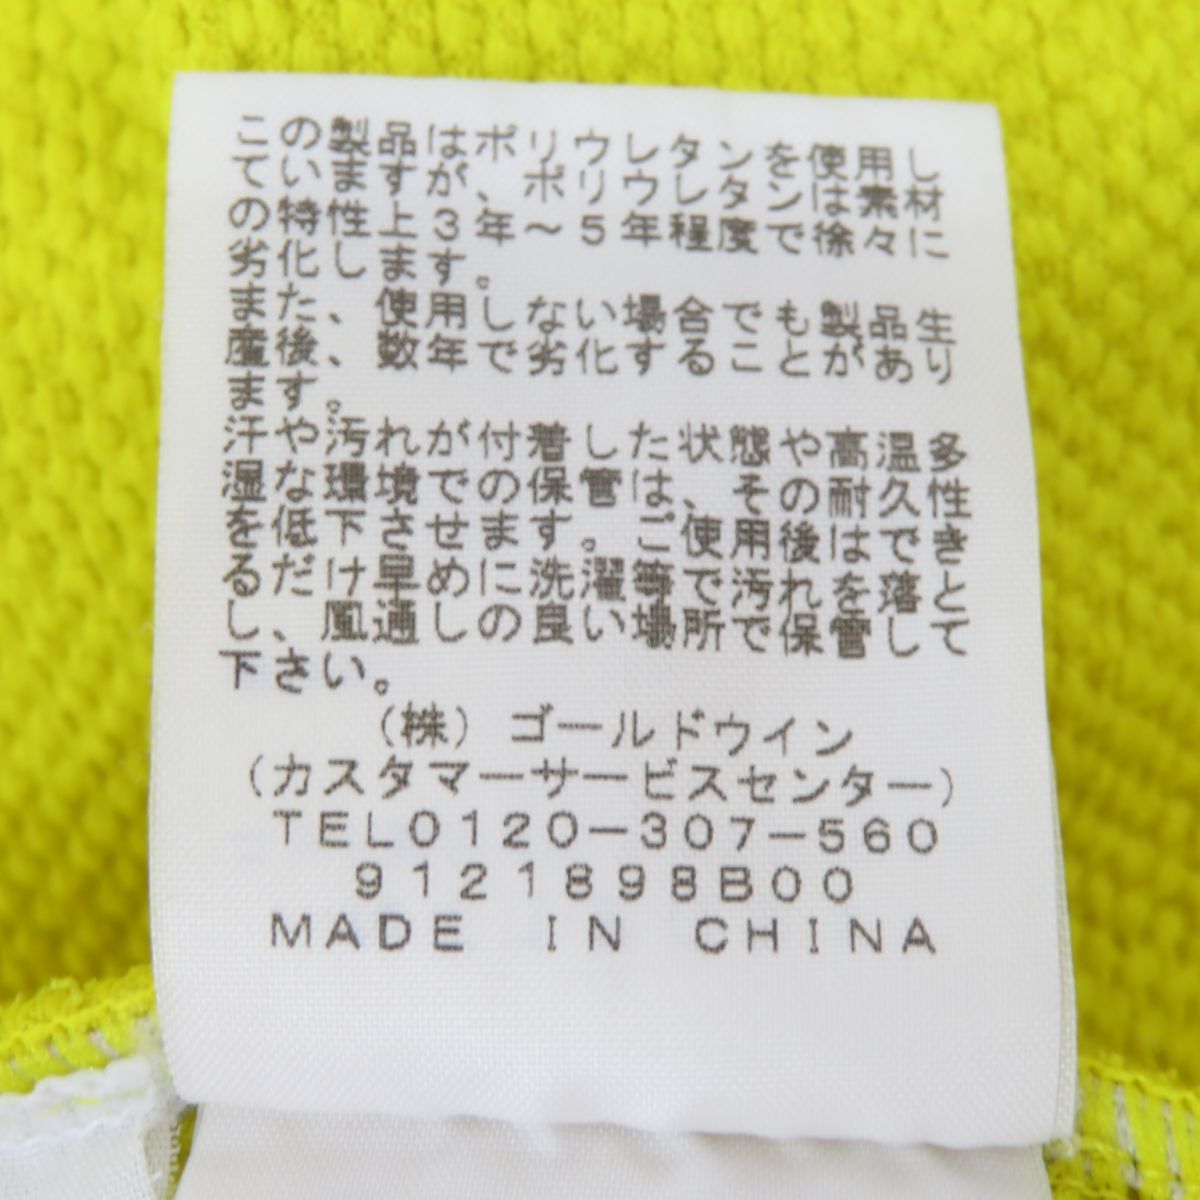 この製品はポリウレタンを使用し
ていますが、ポリウレタンは素材
の特性上3年～5年程度で徐々に
劣化します。
また、使用しない場合でも製品生
産後、数年で劣化することがあり
ます。
汗や汚れが付着した状態や高温多
湿な環境での保管は、その耐久性
を低下させます。ご使用後はでき
るだけ早めに洗濯等で汚れを落と
し、風通しの良い場所で保管して
下さい。
(株)ゴールドウイン
(カスタマーサービスセンター)
TEL0120-307-560
9121898B00
MADE IN CHINA